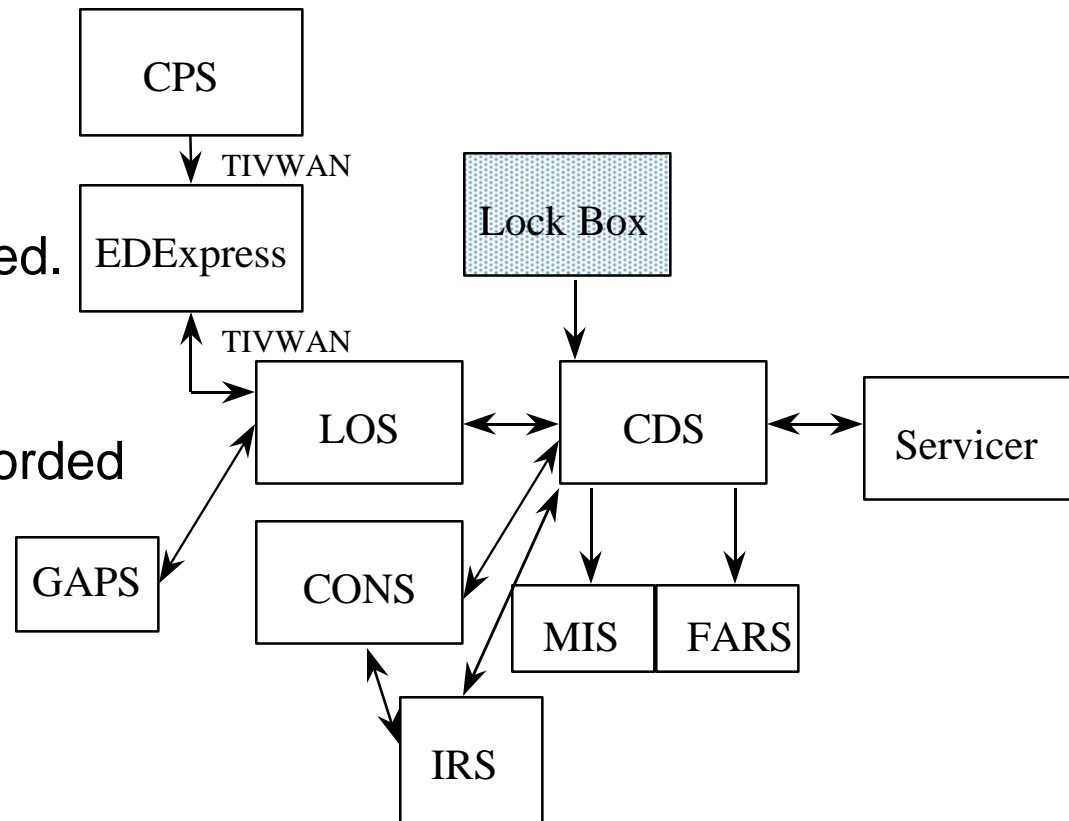 CPS
TIVWAN
Lock Box
ed.
EDExpress
TIVWAN
LOS
CDS
Servicer
orded
GAPS
CONS
MIS
FARS
IRS